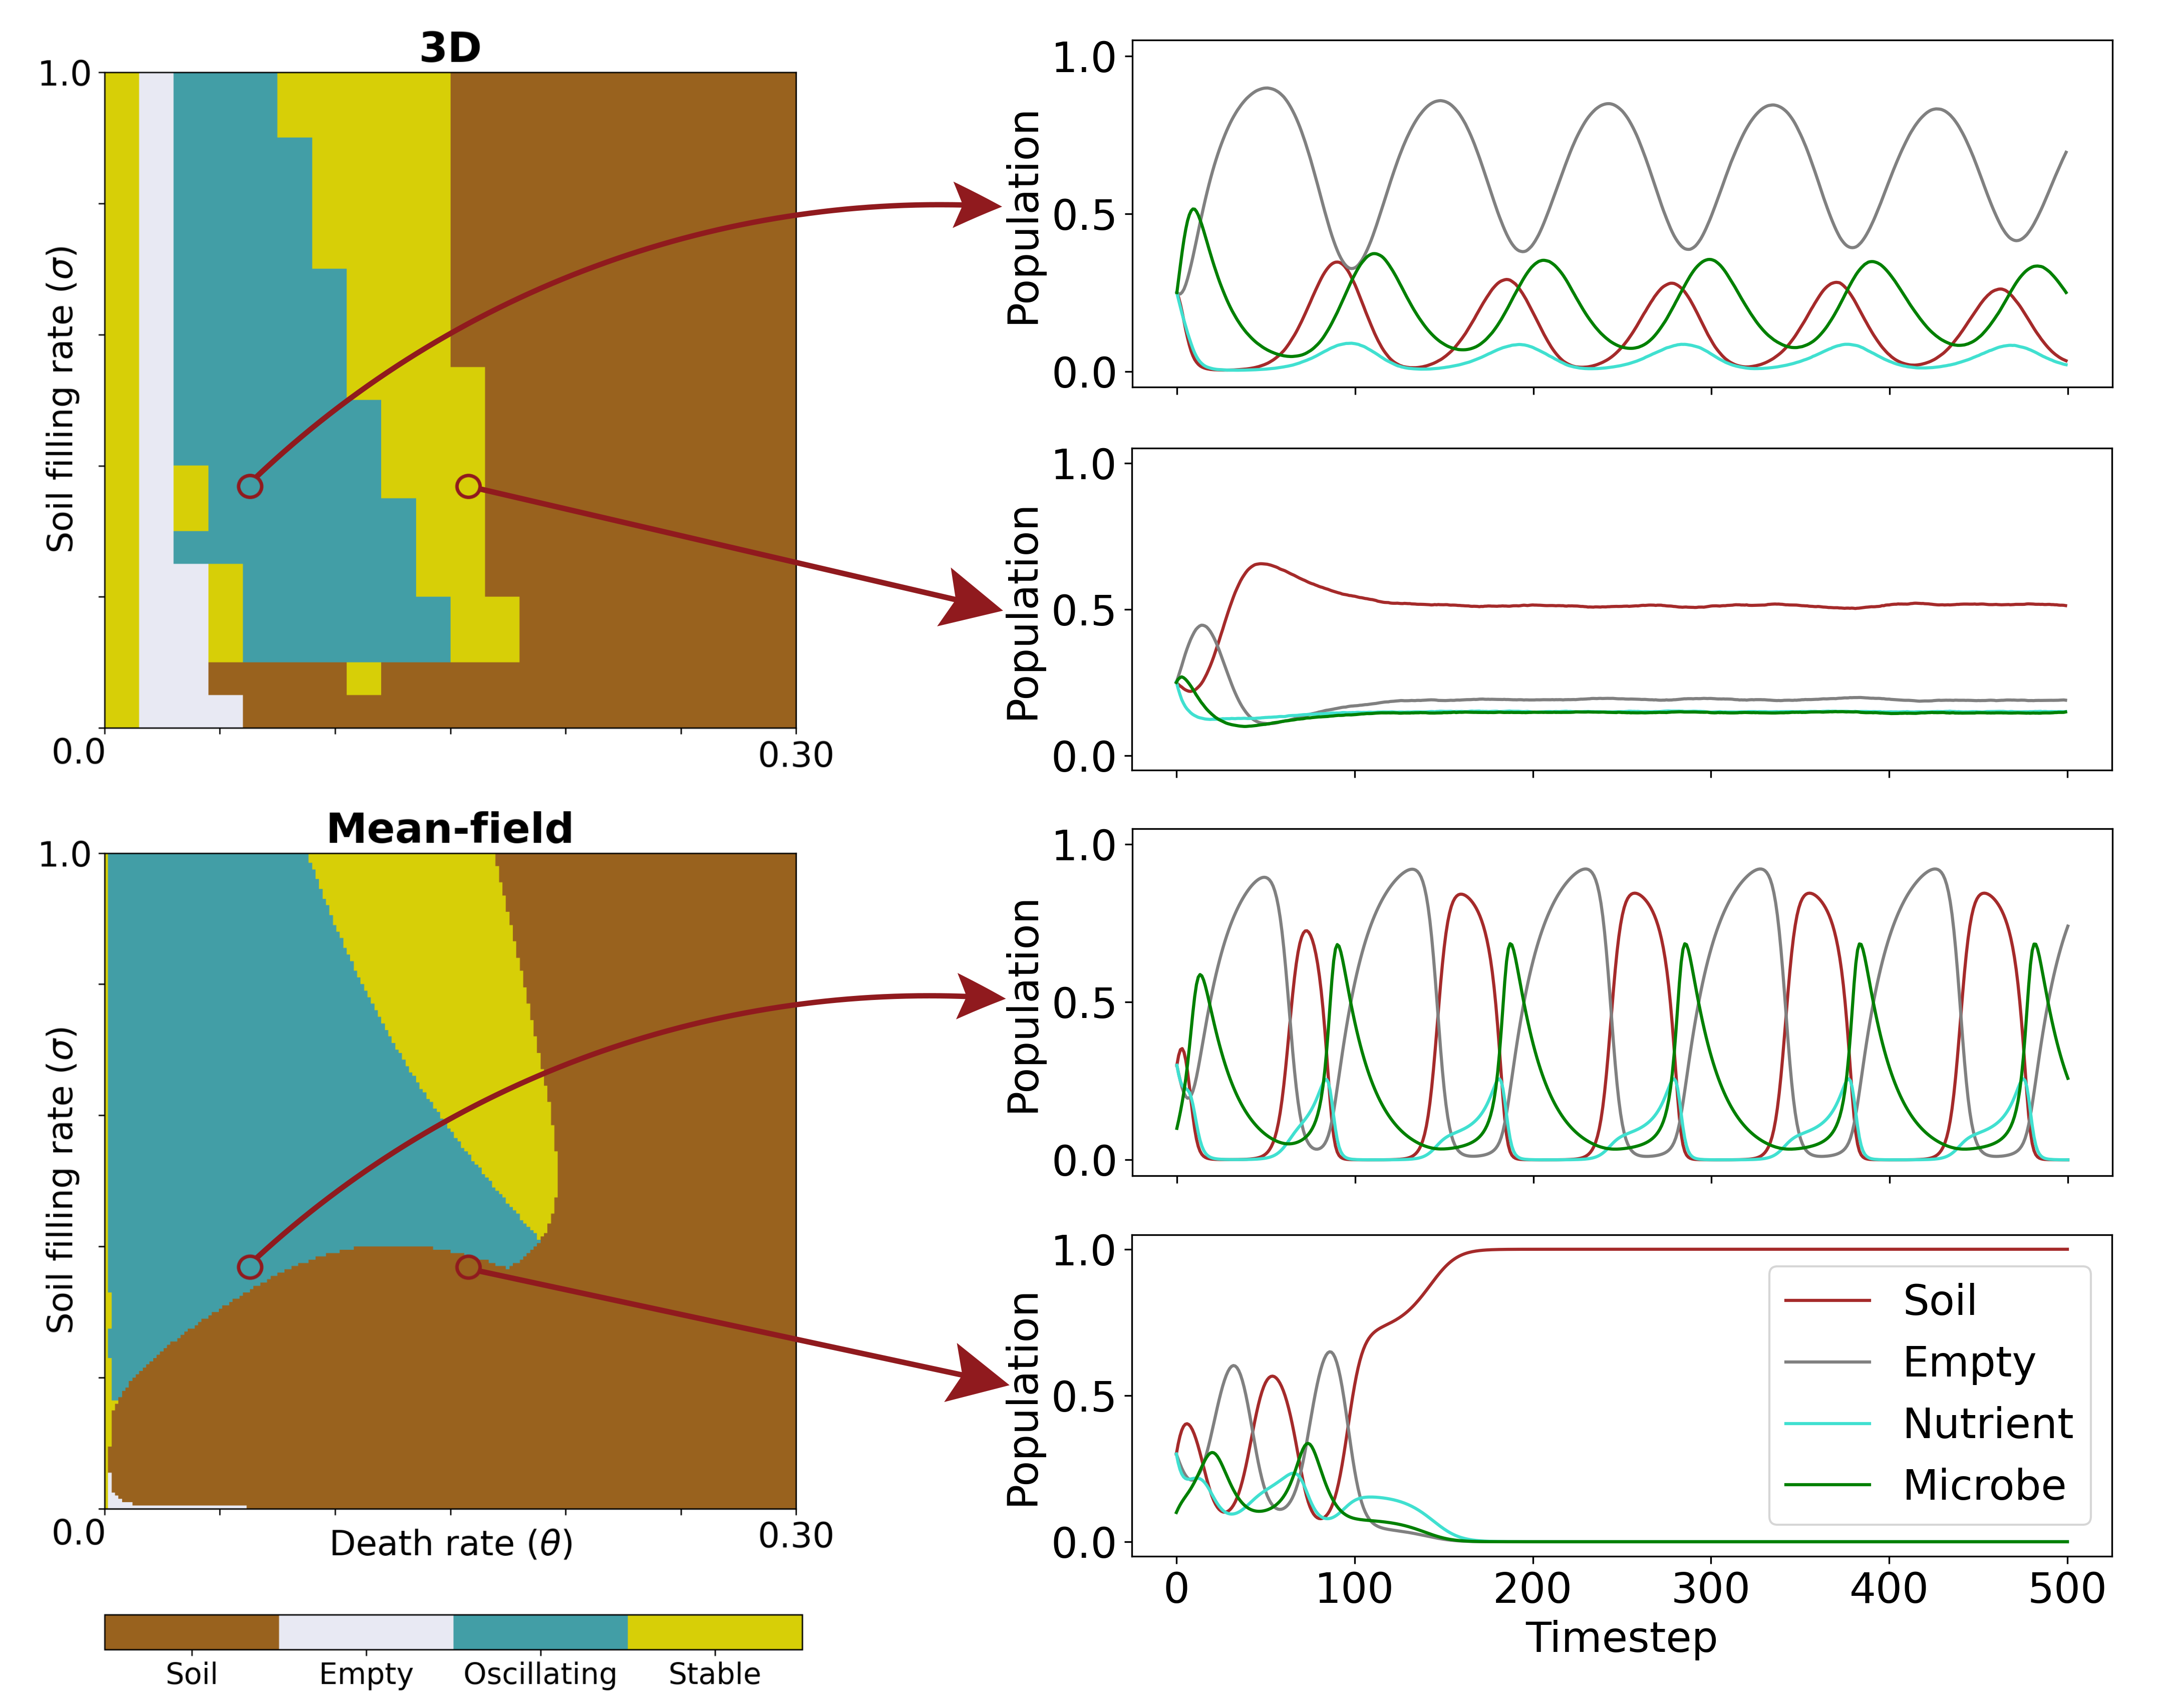 3D
1.0
Soil filling rate (σ)
0.0
0.30
Mean-field
1.0
Soil filling rate (σ)
0.0
Death rate (θ)
0.30
Soil
Empty
Oscillating
Stable
1.0
0.5
0.0
Population
1.0
0.5
0.0
Population
1.0
0.5
0.0
Population
1.0
0.5
0.0
Population
Soil
Empty
Nutrient
Microbe
0
100
200
300
400
500
Timestep